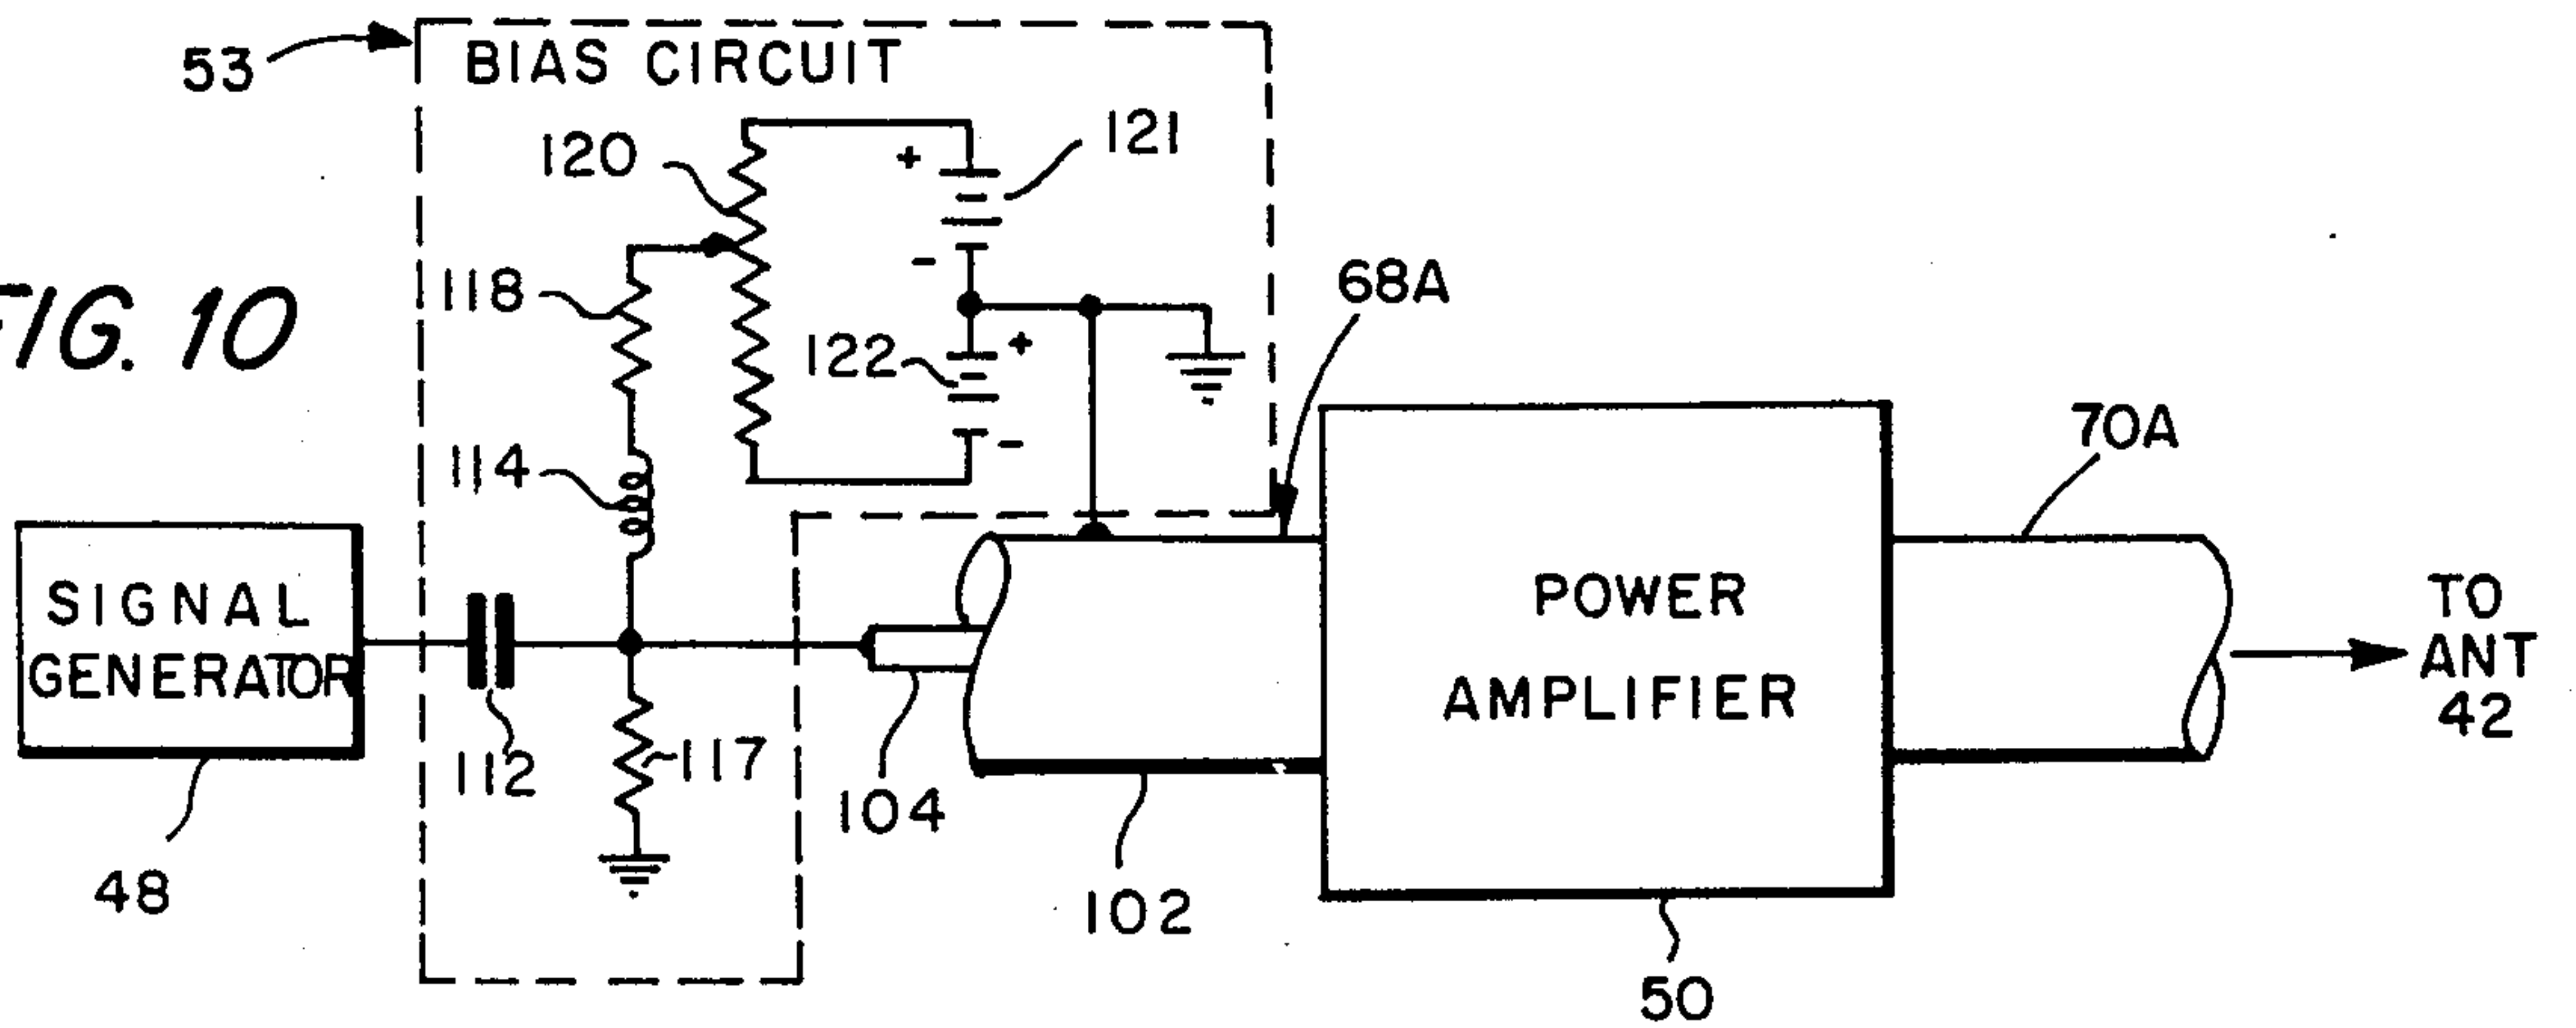 53
BIAS CIRCUIT
120
+
121
-
118
68A
FIG. 10
122
+
-
114
70A
SIGNAL
GENERATOR
POWER
AMPLIFIER
TO
ANT
42
112
117
104
102
48
50